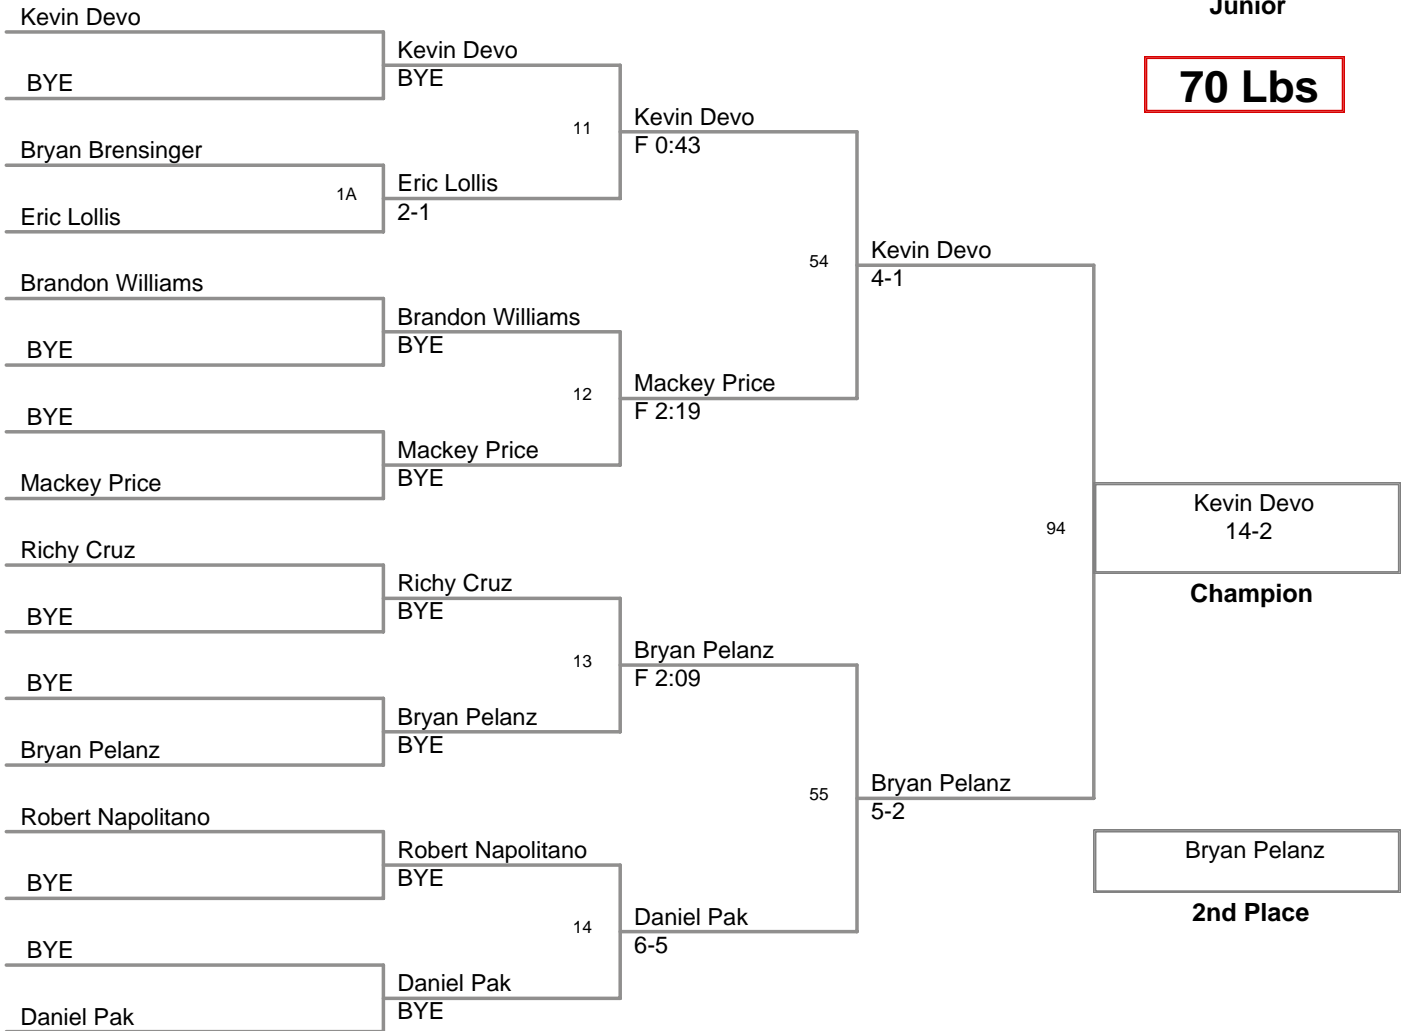 Junior
70 Lbs
Kevin Devo
BYE
Bryan Brensinger
Eric Lollis
Brandon Williams
BYE
BYE
Mackey Price
Richy Cruz
BYE
BYE
Bryan Pelanz
Robert Napolitano
BYE
BYE
Daniel Pak
1A
Kevin Devo
BYE
Eric Lollis
2-1
Brandon Williams
BYE
Mackey Price
BYE
Richy Cruz
BYE
Bryan Pelanz
BYE
Robert Napolitano
BYE
Daniel Pak
BYE
11
12
13
14
Kevin Devo
F 0:43
Mackey Price
F 2:19
Bryan Pelanz
F 2:09
Daniel Pak
6-5
54
55
Kevin Devo
4-1
Bryan Pelanz
5-2
94
Kevin Devo
14-2
Champion
Bryan Pelanz
2nd Place